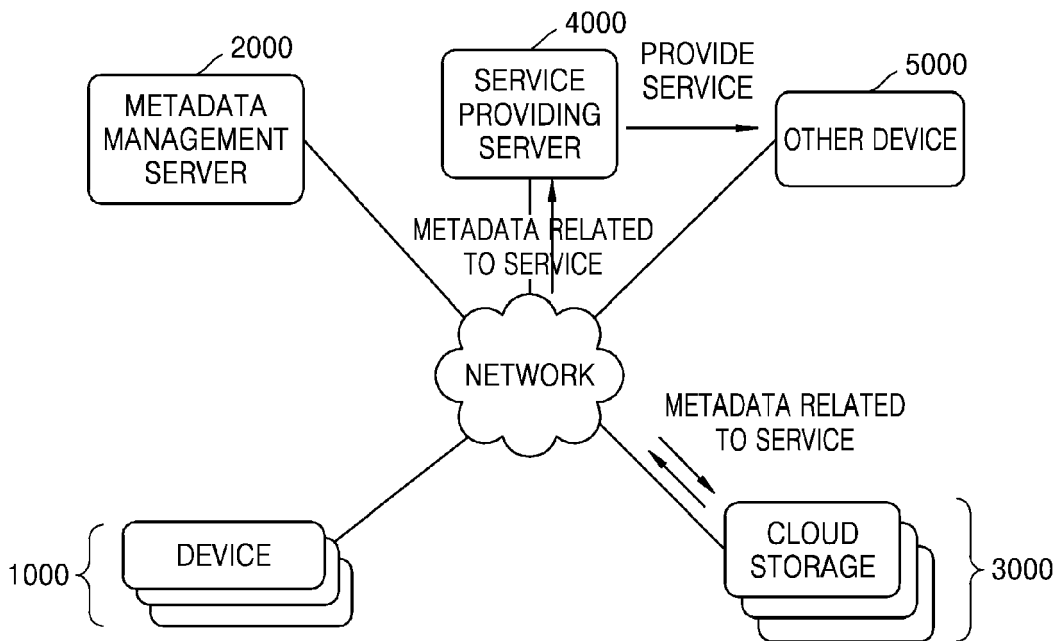 2000
METADATA
MANAGEMENT
SERVER
4000
SERVICE
PROVIDING
SERVER
PROVIDE
SERVICE
5000
OTHER DEVICE
METADATA RELATED
TO SERVICE
NETWORK
METADATA RELATED
TO SERVICE
1000
DEVICE
CLOUD
STORAGE
3000